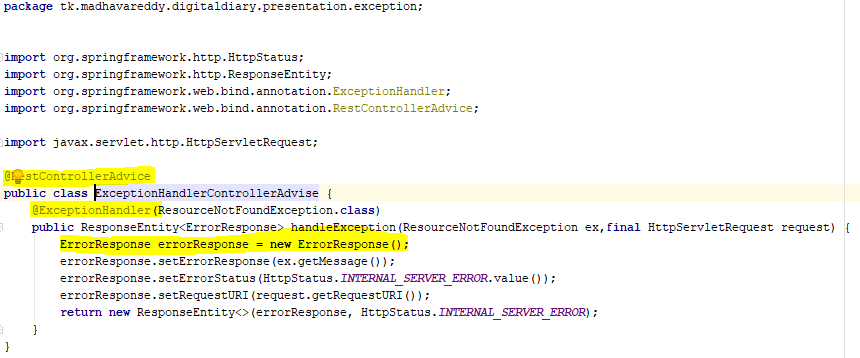 package tk.madhavareddy.digitaldiary.presentation.exception;
import org.springframework.http.HttpStatus;
import org.springframework.http.ResponseEntity;
import org.springframework.web.bind.annotation.ExceptionHandler;
import org.springframework.web.bind.annotation.RestControllerAdvice;
import javax.servlet.http.HttpServletRequest;
@RestControllerAdvice
public class ExceptionHandlerControllerAdvise {
@ExceptionHandler(ResourceNotFoundException.class)
public ResponseEntity<ErrorResponse> handleException(ResourceNotFoundException ex,final HttpServletRequest request) {
ErrorResponse errorResponse = new ErrorResponse();
errorResponse.setErrorResponse(ex.getMessage());
errorResponse.setErrorStatus(HttpStatus.INTERNAL_SERVER_ERROR.value());
errorResponse.setRequestURI(request.getRequestURI());
return new ResponseEntity<>(errorResponse, HttpStatus.INTERNAL_SERVER_ERROR);
}
}